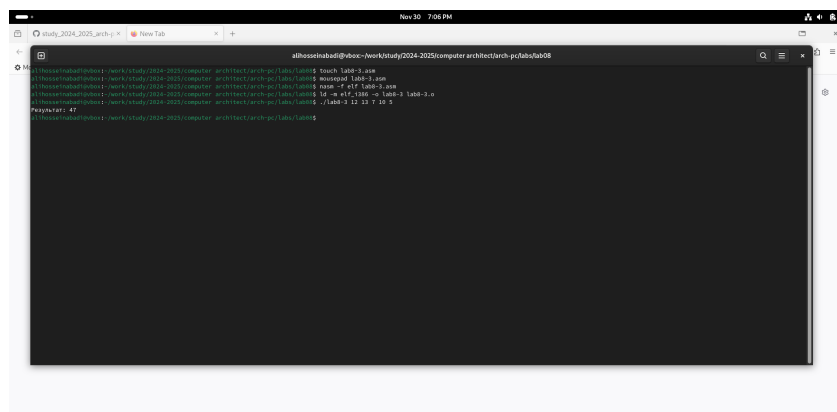 Nov 30 7:06 PM
study_2024_2025_arch-p
New Tab
alihosseinabadi@vbox:~/work/study/2024-2025/computer architect/arch-pc/labs/lab08
alihosseinabadi@vbox:~/work/study/2024-2025/computer architect/arch-pc/labs/lab08$ touch lab8-3.asm
alihosseinabadi@vbox:~/work/study/2024-2025/computer architect/arch-pc/labs/lab08$ mousepad lab8-3.asm
alihosseinabadi@vbox:~/work/study/2024-2025/computer architect/arch-pc/labs/lab08$ nasm -f elf lab8-3.asm
alihosseinabadi@vbox:~/work/study/2024-2025/computer architect/arch-pc/labs/lab08$ ld -m elf_i386 -o lab8-3 lab8-3.o
alihosseinabadi@vbox:~/work/study/2024-2025/computer architect/arch-pc/labs/lab08$ ./lab8-3 12 13 7 10 5
Результат: 47
alihosseinabadi@vbox:~/work/study/2024-2025/computer architect/arch-pc/labs/lab08$